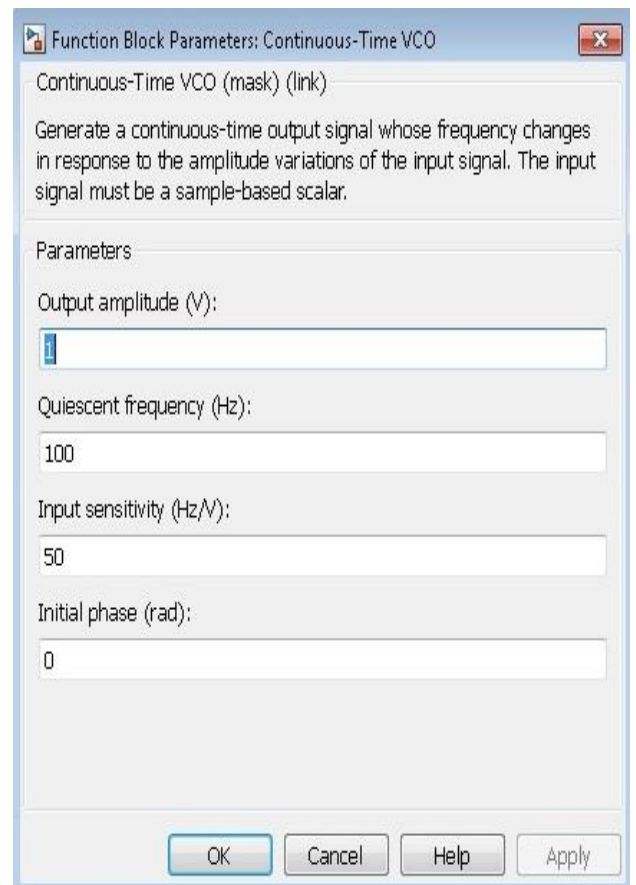 Function Block Parameters: Continuous-Time VCO
Continuous-Time VCO (mask) (link)
Generate a continuous-time output signal whose frequency changes
in response to the amplitude variations of the input signal. The input
signal must be a sample-based scalar.
Parameters
Output amplitude (V):
1
Quiescent frequency (Hz):
100
Input sensitivity (Hz/V):
50
Initial phase (rad):
0
OK Cancel Help Apply